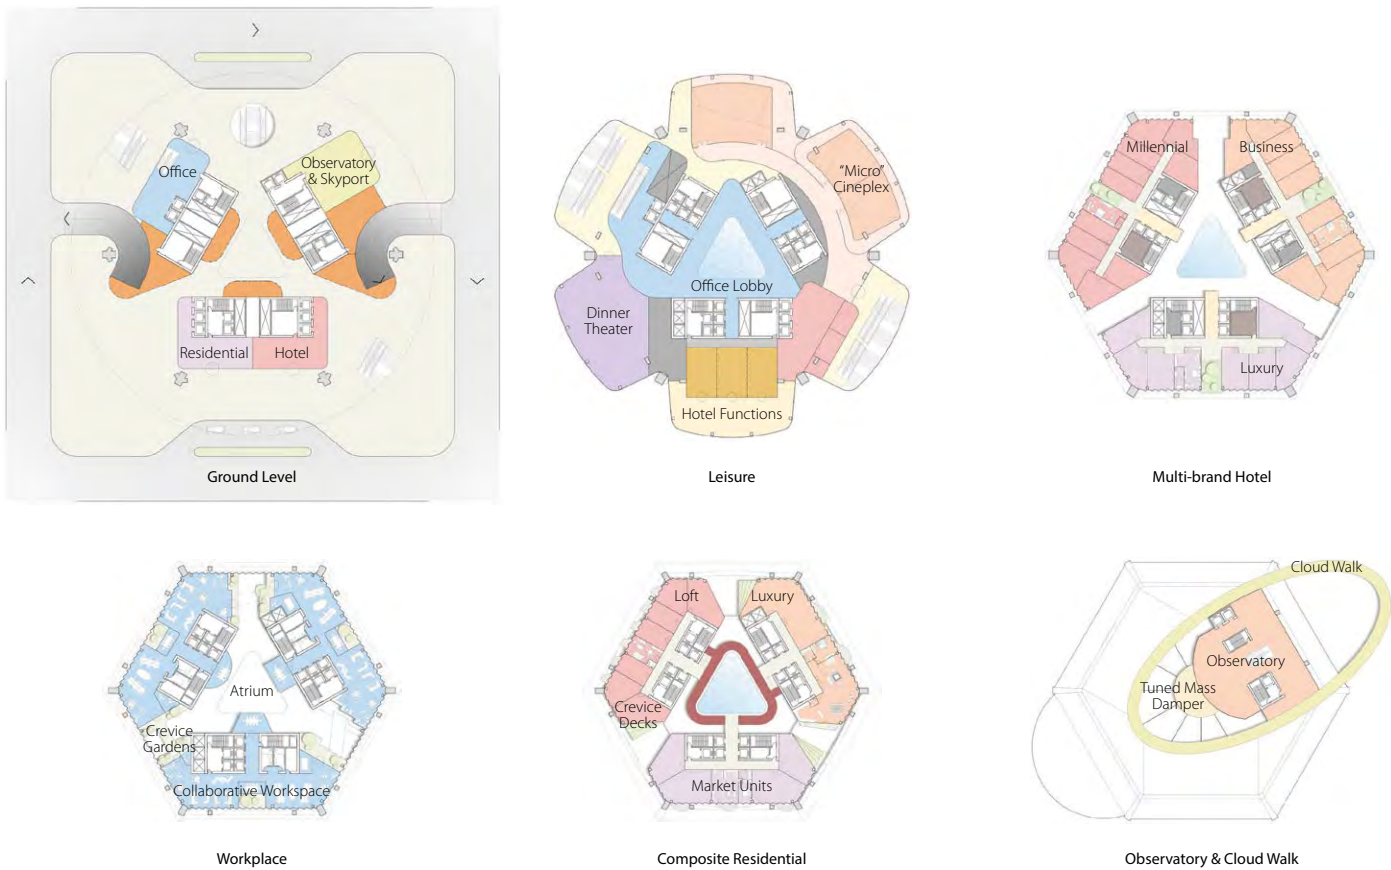 Office
Observatory
& Skyport
Residential
Hotel
Ground Level
“Micro”
Cineplex
Office Lobby
Dinner
Theater
Hotel Functions
Leisure
Millennial
Business
Luxury
Multi-brand Hotel
Atrium
Crevice
Gardens
Collaborative Workspace
Workplace
Loft
Luxury
Crevice
Decks
Market Units
Composite Residential
Cloud Walk
Observatory
Tuned Mass
Damper
Observatory & Cloud Walk